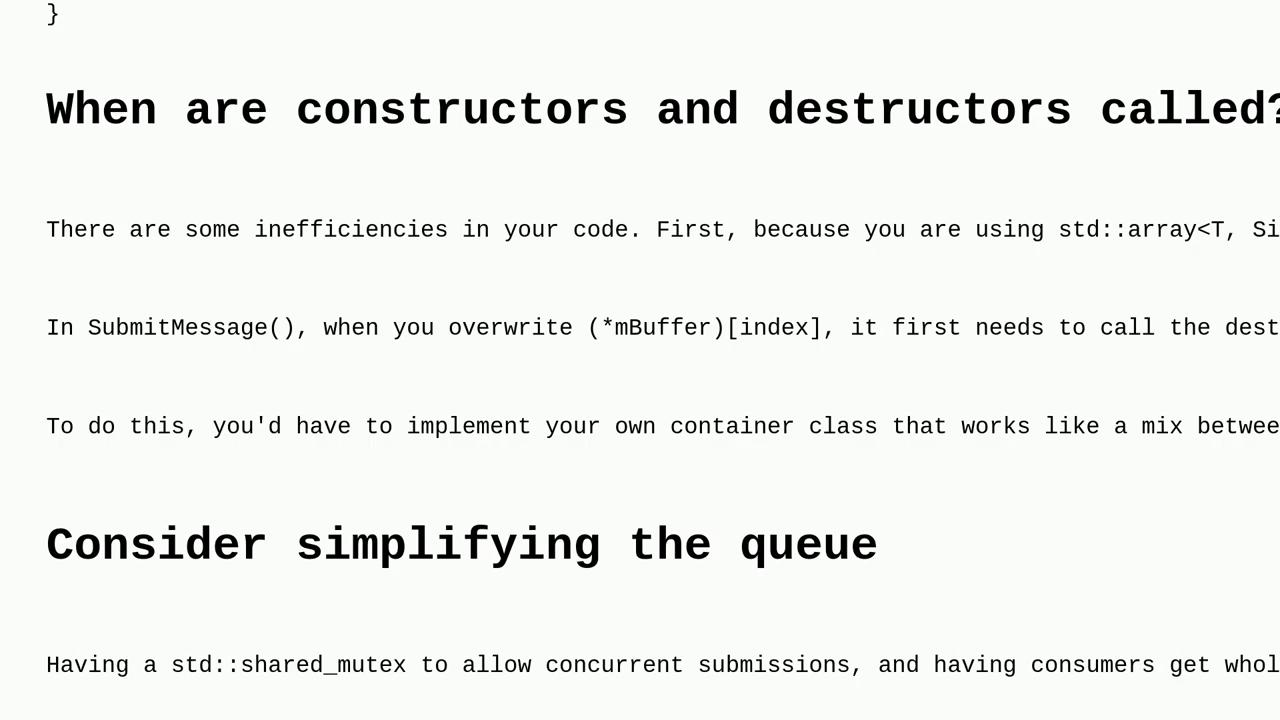 }
When are constructors and destructors called?
There are some inefficiencies in your code. First, because you are using std::array<T, Si
In SubmitMessage(), when you overwrite (*mBuffer)[index], it first needs to call the dest
To do this, you'd have to implement your own container class that works like a mix betwee
Consider simplifying the queue
Having a std::shared_mutex to allow concurrent submissions, and having consumers get whol